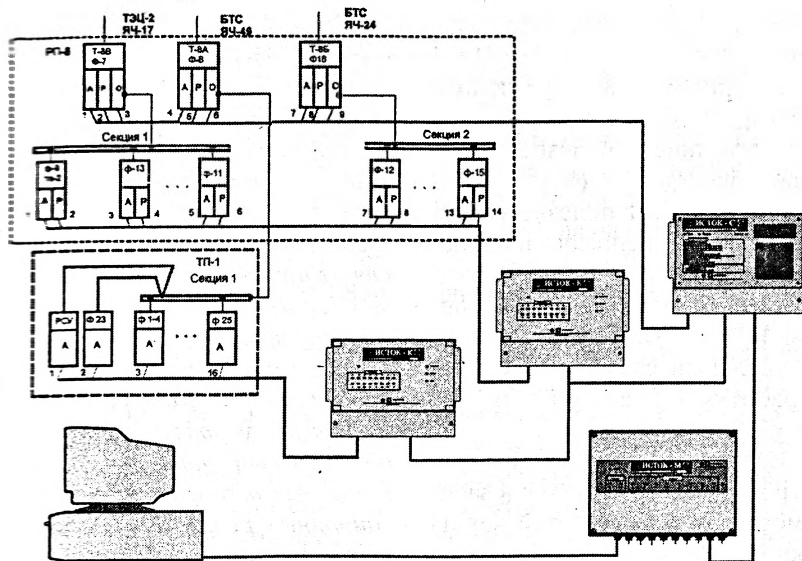 ТЭЦ-2
ЯЧ-17
БТС
ЯЧ-46
БТС
ЯЧ-24
РП-8
Т-8В
Ф-7
Т-8А
Ф-8
Т-8Б
Ф18
А Р О
А Р О
А Р О
1 2 3
4 5 6
7 8 9
Секция 1
Секция 2
ф-13
ф-11
Ф-12
ф-15
А Р
А Р
А Р
А Р
А Р
2
3 4
5 6
7 8
13 14
ТП-1
Секция 1
РСУ
Ф 23
ф 1-4
ф 25
А
А
А
А
1
2
3
16
ИСТОК-К
ИСТОК-К
ИСТОК-М